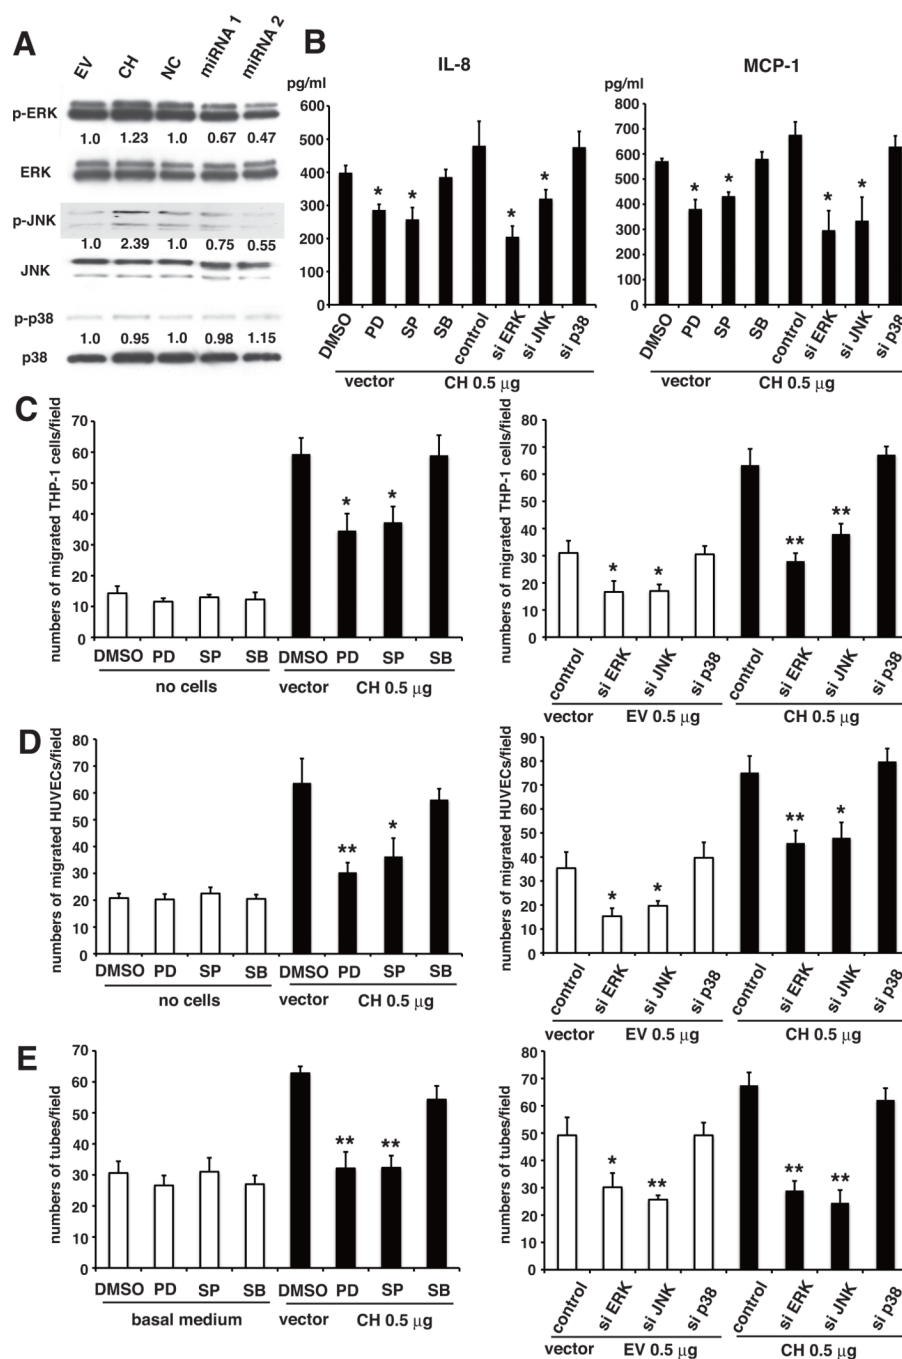 A
EV CH NC miRNA 1 miRNA 2
p-ERK
1.0 1.23 1.0 0.67 0.47
ERK
p-JNK
1.0 2.39 1.0 0.75 0.55
JNK
p-p38
1.0 0.95 1.0 0.98 1.15
p38
B
IL-8
pg/ml
600
500
400
300
200
100
0
* * * *
DMSO PD SP SB control si ERK si JNK si p38
vector CH 0.5 μg
MCP-1
pg/ml
800
700
600
500
400
300
200
100
0
* * * *
DMSO PD SP SB control si ERK si JNK si p38
vector CH 0.5 μg
C
numbers of migrated THP-1 cells/field
70
60
50
40
30
20
10
0
* *
DMSO PD SP SB DMSO PD SP SB
no cells vector CH 0.5 μg
numbers of migrated THP-1 cells/field
80
70
60
50
40
30
20
10
0
* * ** **
control si ERK si JNK si p38 control si ERK si JNK si p38
vector EV 0.5 μg CH 0.5 μg
D
numbers of migrated HUVECs/field
80
70
60
50
40
30
20
10
0
** *
DMSO PD SP SB DMSO PD SP SB
no cells vector CH 0.5 μg
numbers of migrated HUVECs/field
90
80
70
60
50
40
30
20
10
0
* * ** *
control si ERK si JNK si p38 control si ERK si JNK si p38
vector EV 0.5 μg CH 0.5 μg
E
numbers of tubes/field
70
60
50
40
30
20
10
0
** **
DMSO PD SP SB DMSO PD SP SB
basal medium vector CH 0.5 μg
numbers of tubes/field
80
70
60
50
40
30
20
10
0
* ** ** **
control si ERK si JNK si p38 control si ERK si JNK si p38
vector EV 0.5 μg CH 0.5 μg